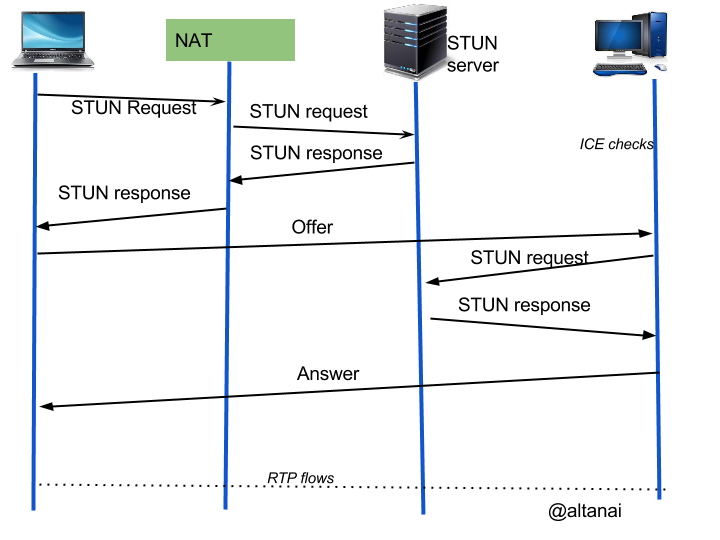 NAT
STUN
server
STUN Request
STUN request
ICE checks
STUN response
STUN response
Offer
STUN request
STUN response
Answer
RTP flows
@altanai